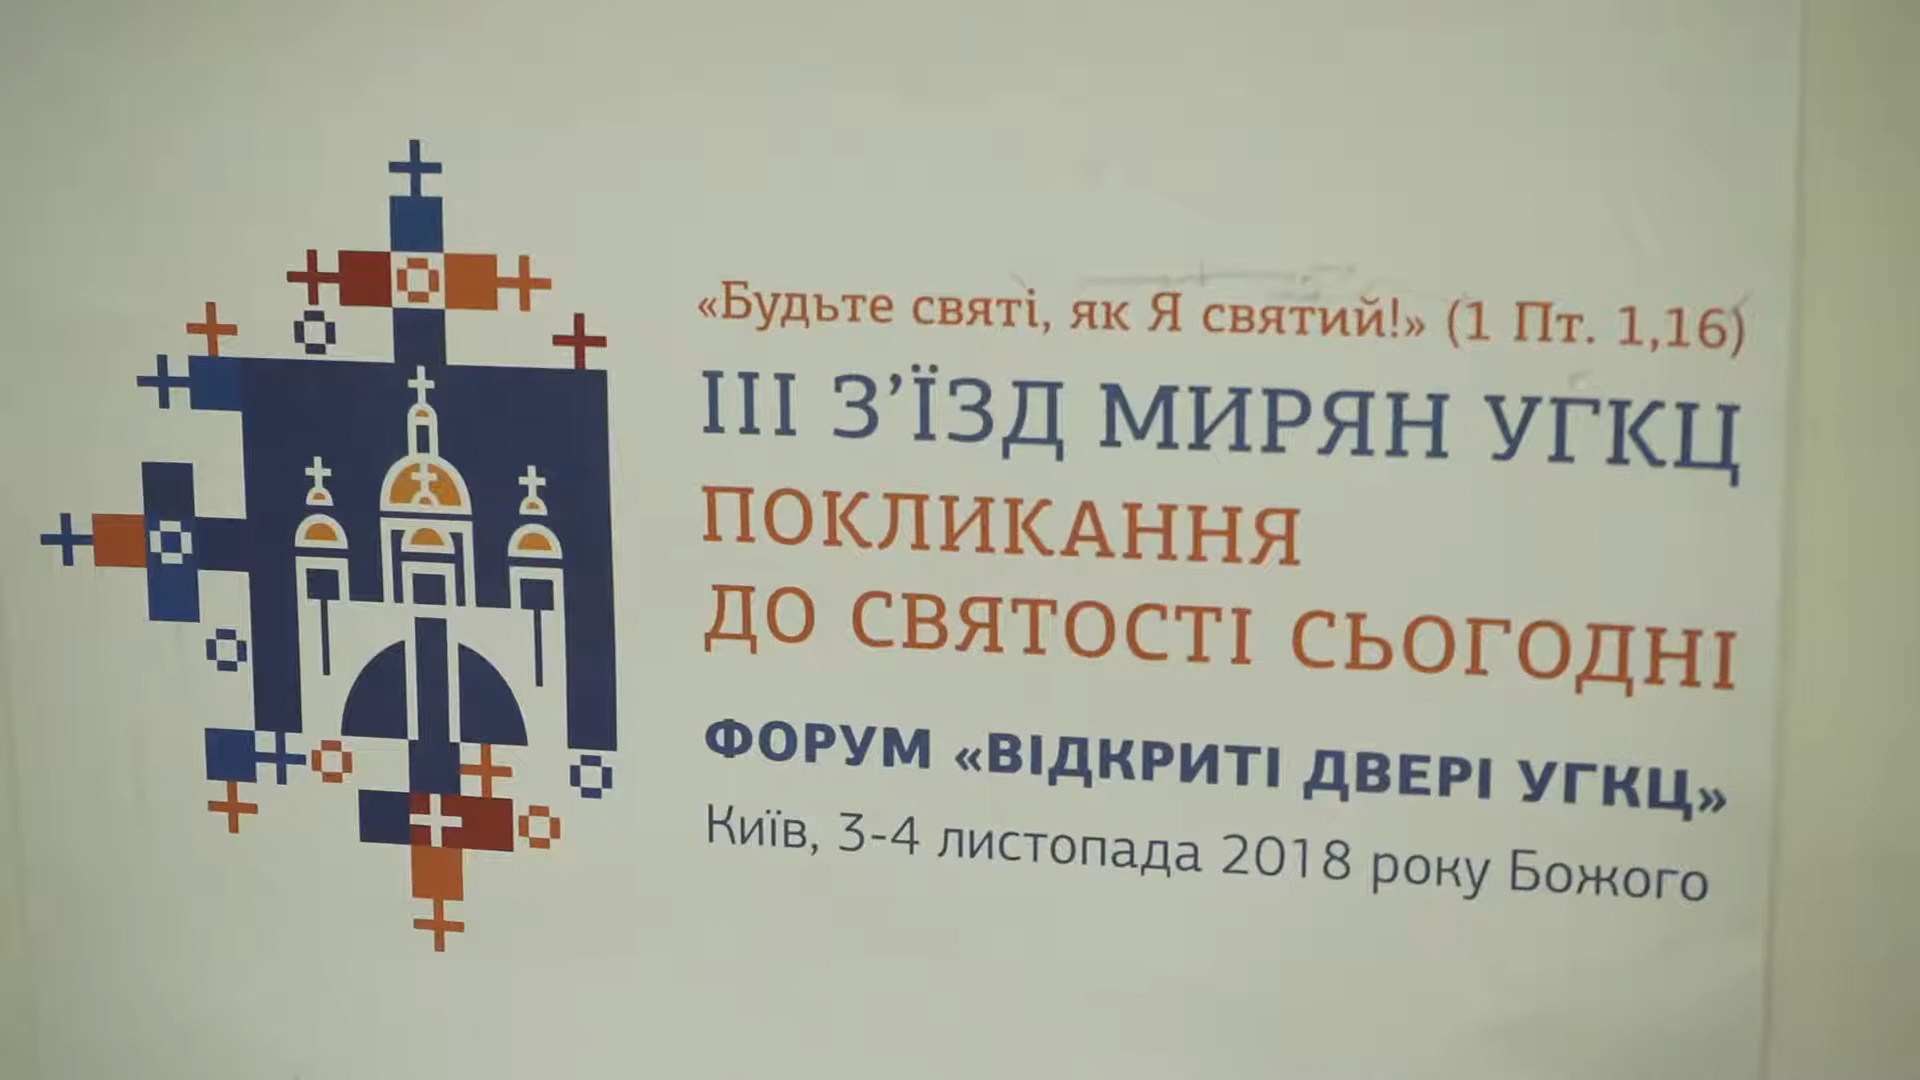 «Будьте святі, як Я святий!» (1 Пт. 1,16)
ІІІ З’ЇЗД МИРЯН УГКЦ
ПОКЛИКАННЯ
ДО СВЯТОСТІ СЬОГОДНІ
ФОРУМ «ВІДКРИТІ ДВЕРІ УГКЦ»
Київ, 3-4 листопада 2018 року Божого